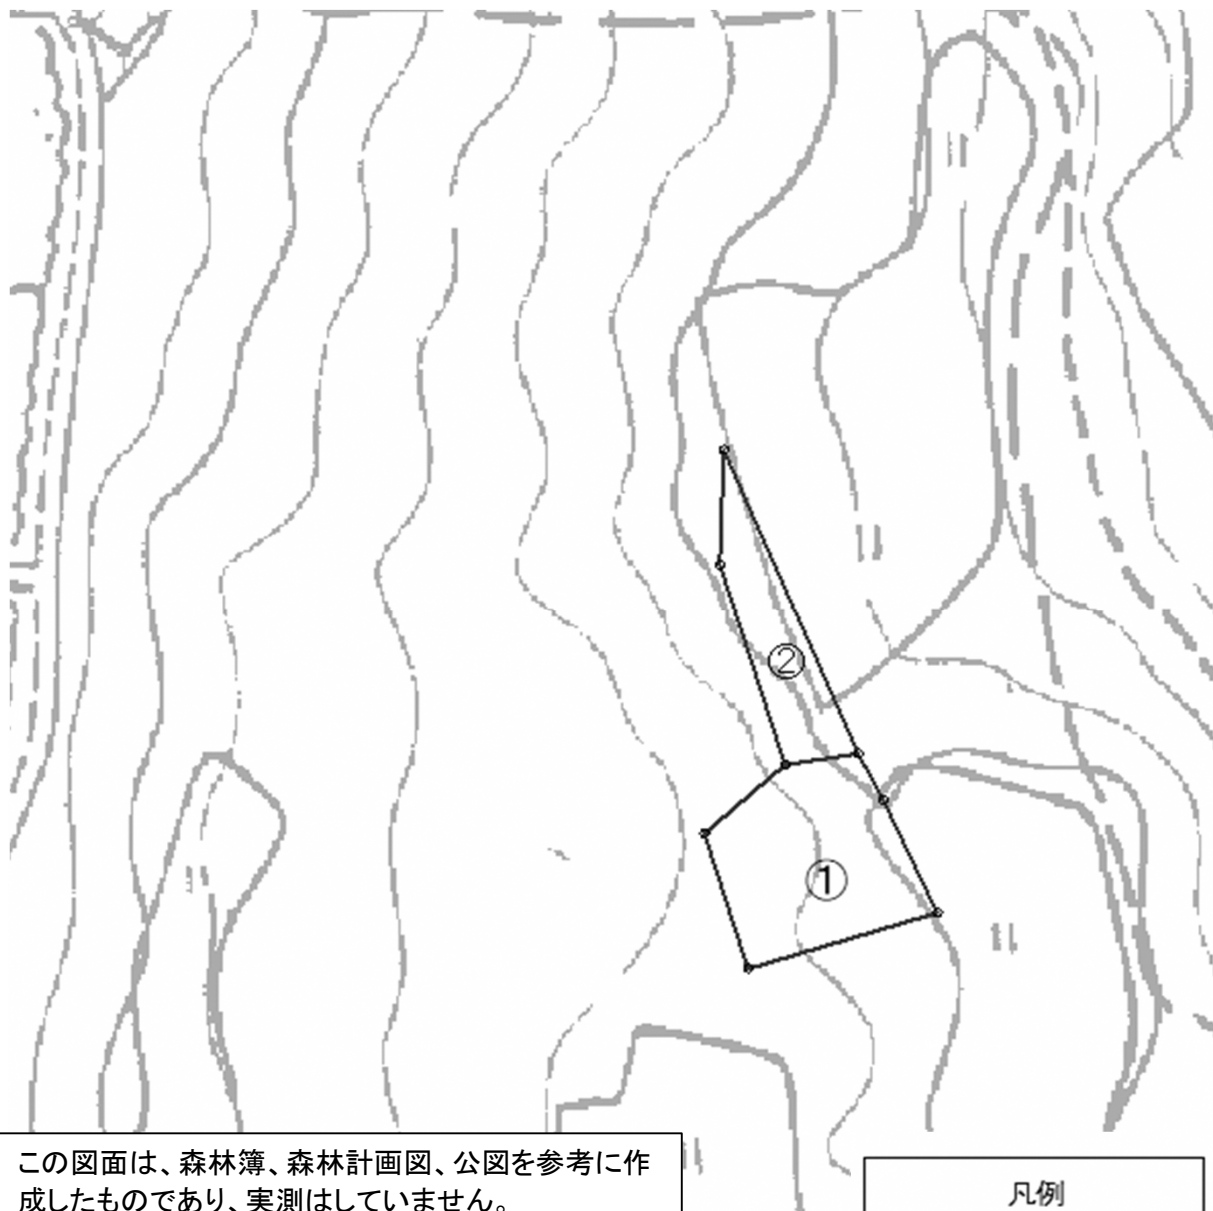 ②
①
この図面は、森林簿、森林計画図、公図を参考に作
成したものであり、実測はしていません。
凡例